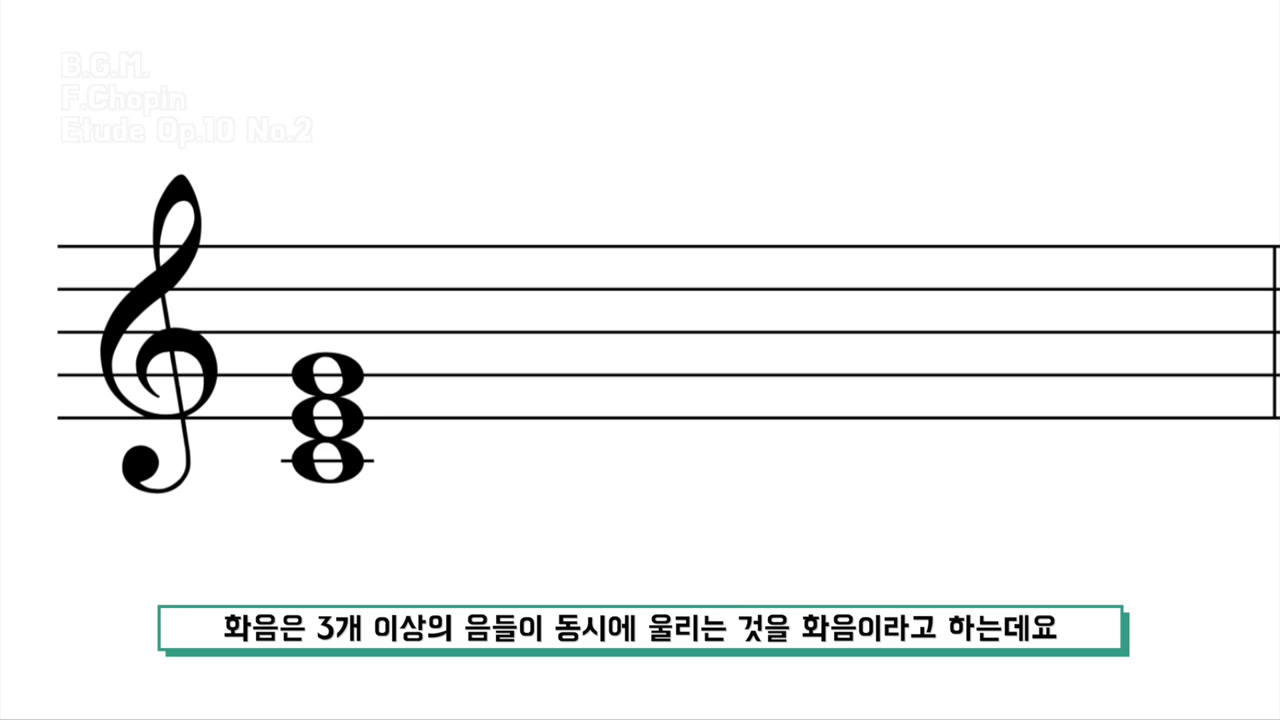 B.G.M.
F.Chopin
Etude Op.10 No.2
화음은 3개 이상의 음들이 동시에 울리는 것을 화음이라고 하는데요